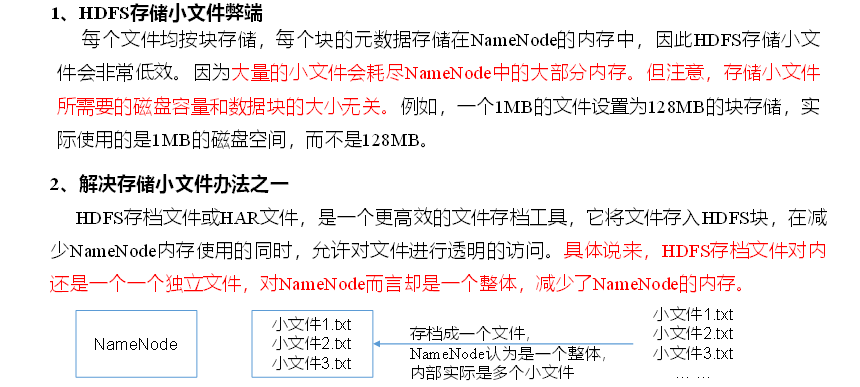 1、HDFS存储小文件弊端
每个文件均按块存储，每个块的元数据存储在NameNode的内存中，因此HDFS存储小文
件会非常低效。因为大量的小文件会耗尽NameNode中的大部分内存。但注意，存储小文件
所需要的磁盘容量和数据块的大小无关。例如，一个1MB的文件设置为128MB的块存储，实
际使用的是1MB的磁盘空间，而不是128MB。
2、解决存储小文件办法之一
HDFS存档文件或HAR文件，是一个更高效的文件存档工具，它将文件存入HDFS块，在减
少NameNode内存使用的同时，允许对文件进行透明的访问。具体说来，HDFS存档文件对内
还是一个一个独立文件，对NameNode而言却是一个整体，减少了NameNode的内存。
NameNode
小文件1.txt
小文件2.txt
小文件3.txt
存档成一个文件，
NameNode认为是一个整体，
内部实际是多个小文件
小文件1.txt
小文件2.txt
小文件3.txt
... ...